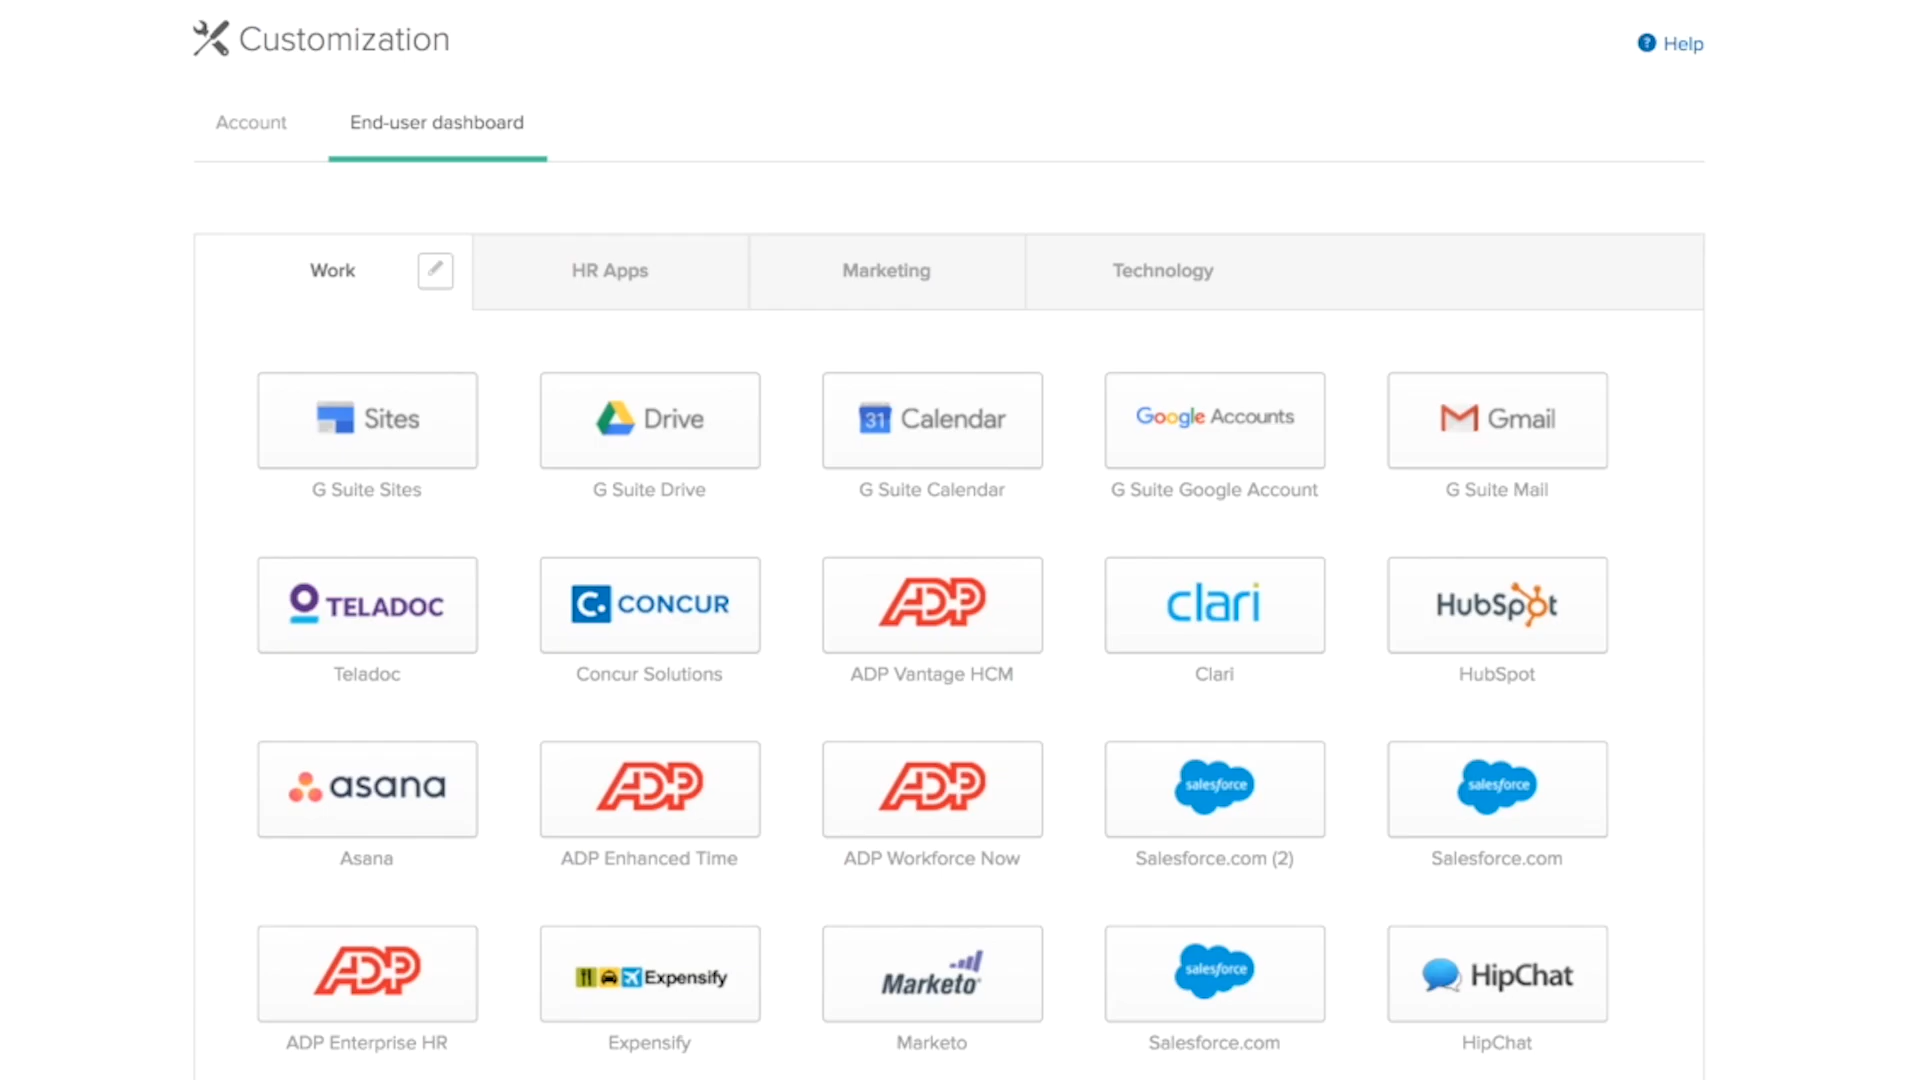 Customization
Help
Account
End-user dashboard
Work
HR Apps
Marketing
Technology
Sites
Drive
31 Calendar
Google Accounts
Gmail
G Suite Sites
G Suite Drive
G Suite Calendar
G Suite Google Account
G Suite Mail
TELADOC
C. CONCUR
ADP
clari
HubSpot
Teladoc
Concur Solutions
ADP Vantage HCM
Clari
HubSpot
asana
ADP
ADP
salesforce
salesforce
Asana
ADP Enhanced Time
ADP Workforce Now
Salesforce.com (2)
Salesforce.com
ADP
Expensify
Marketo
salesforce
HipChat
ADP Enterprise HR
Expensify
Marketo
Salesforce.com
HipChat